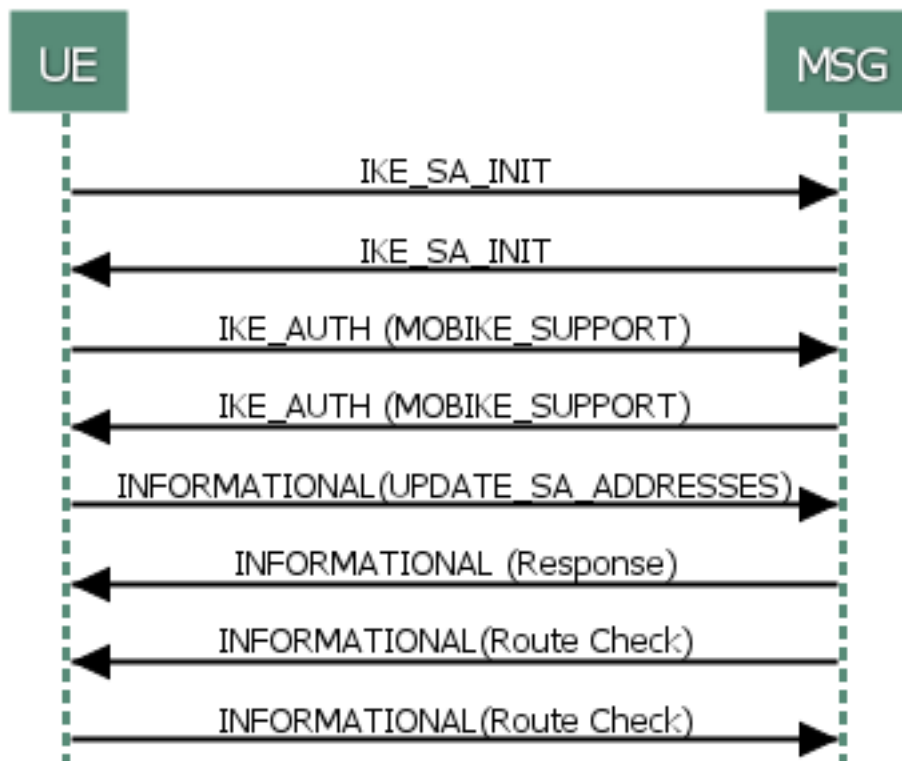 UE
MSG
IKE_SA_INIT
IKE_SA_INIT
IKE_AUTH (MOBIKE_SUPPORT)
IKE_AUTH (MOBIKE_SUPPORT)
INFORMATIONAL(UPDATE_SA_ADDRESSES)
INFORMATIONAL (Response)
INFORMATIONAL(Route Check)
INFORMATIONAL(Route Check)